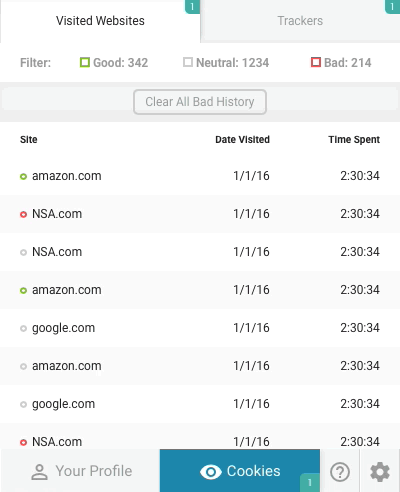 Visited Websites 1 Trackers 1
Filter: Good: 342 Neutral: 1234 Bad: 214
Clear All Bad History
Site Date Visited Time Spent
amazon.com 1/1/16 2:30:34
NSA.com 1/1/16 2:30:34
NSA.com 1/1/16 2:30:34
amazon.com 1/1/16 2:30:34
google.com 1/1/16 2:30:34
amazon.com 1/1/16 2:30:34
google.com 1/1/16 2:30:34
NSA.com 1/1/16 2:30:34
Your Profile Cookies 1 ?